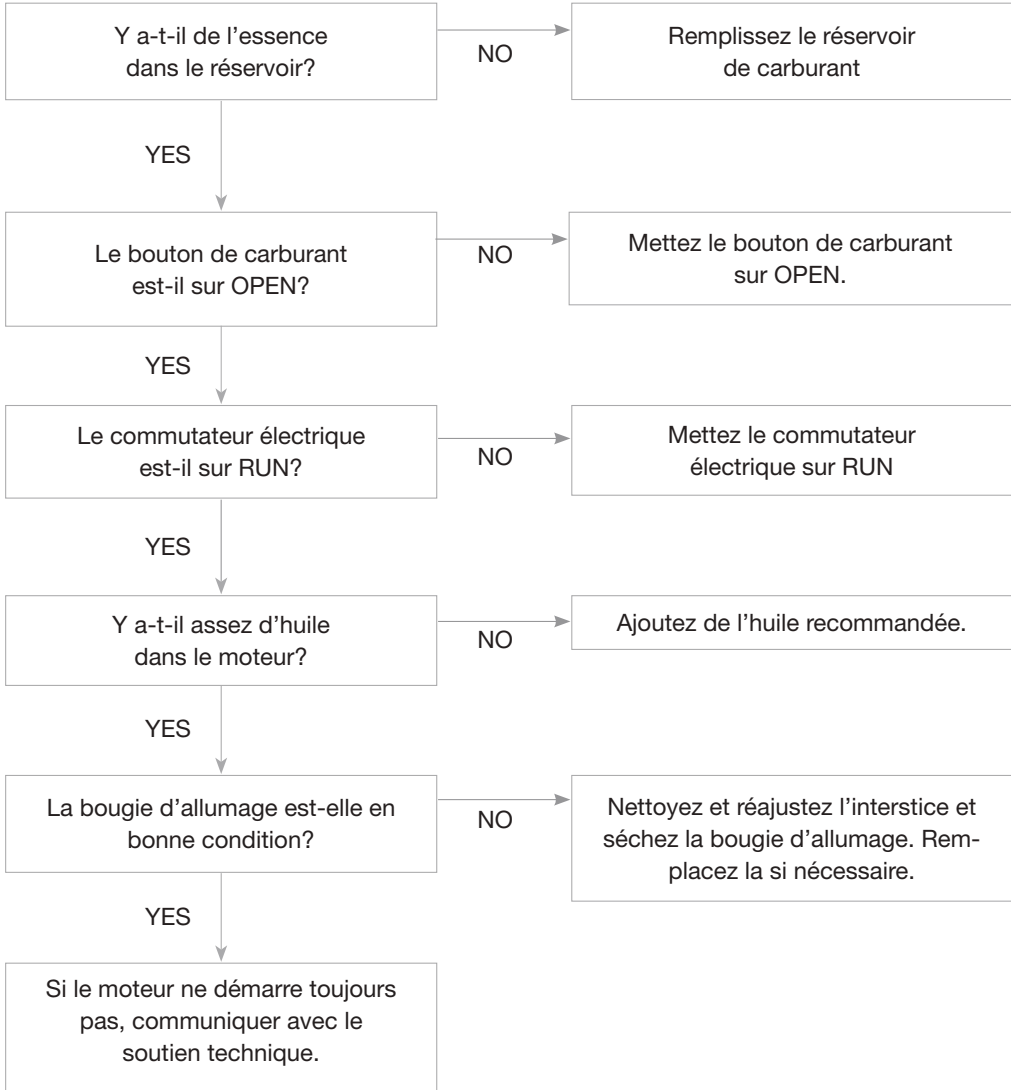 Y a-t-il de l’essence
dans le réservoir?
NO
Remplissez le réservoir
de carburant
YES
Le bouton de carburant
est-il sur OPEN?
NO
Mettez le bouton de carburant
sur OPEN.
YES
Le commutateur électrique
est-il sur RUN?
NO
Mettez le commutateur
électrique sur RUN
YES
Y a-t-il assez d’huile
dans le moteur?
NO
Ajoutez de l’huile recommandée.
YES
La bougie d’allumage est-elle en
bonne condition?
NO
Nettoyez et réajustez l’interstice et
séchez la bougie d’allumage. Rem-
placez la si nécessaire.
YES
Si le moteur ne démarre toujours
pas, communiquer avec le
soutien technique.